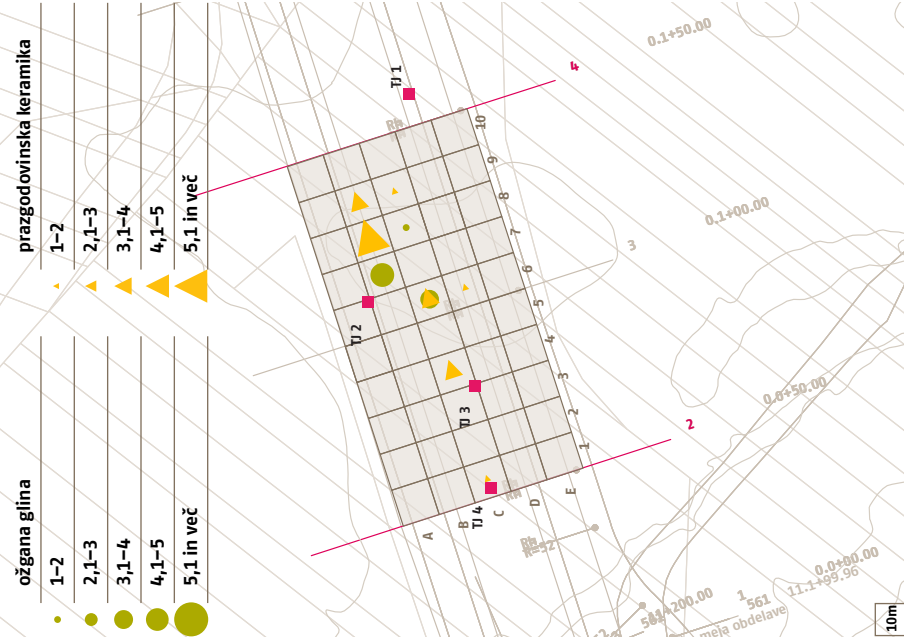 prazgodovinska keramika
1–2
2,1–3
3,1–4
4,1–5
5,1 in več
ožgana glina
1–2
2,1–3
3,1–4
4,1–5
5,1 in več
0.1+50.00
4
TJ 1
10
9
8
7
6
5
4
3
2
1
0.1+00.00
3
TJ 2
TJ 3
0.0+50.00
2
TJ 4
A
B
C
D
E
Rh
0.0+00.00
11.1+99.96
1
561
meja obdelave
10m